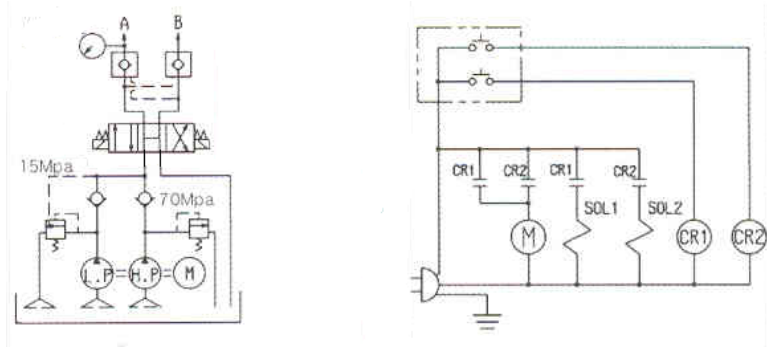 A B
15Mpa
70Mpa
L.P H.P M
CR1 CR2 CR1 CR2
SOL1 SOL2
M CR1 CR2